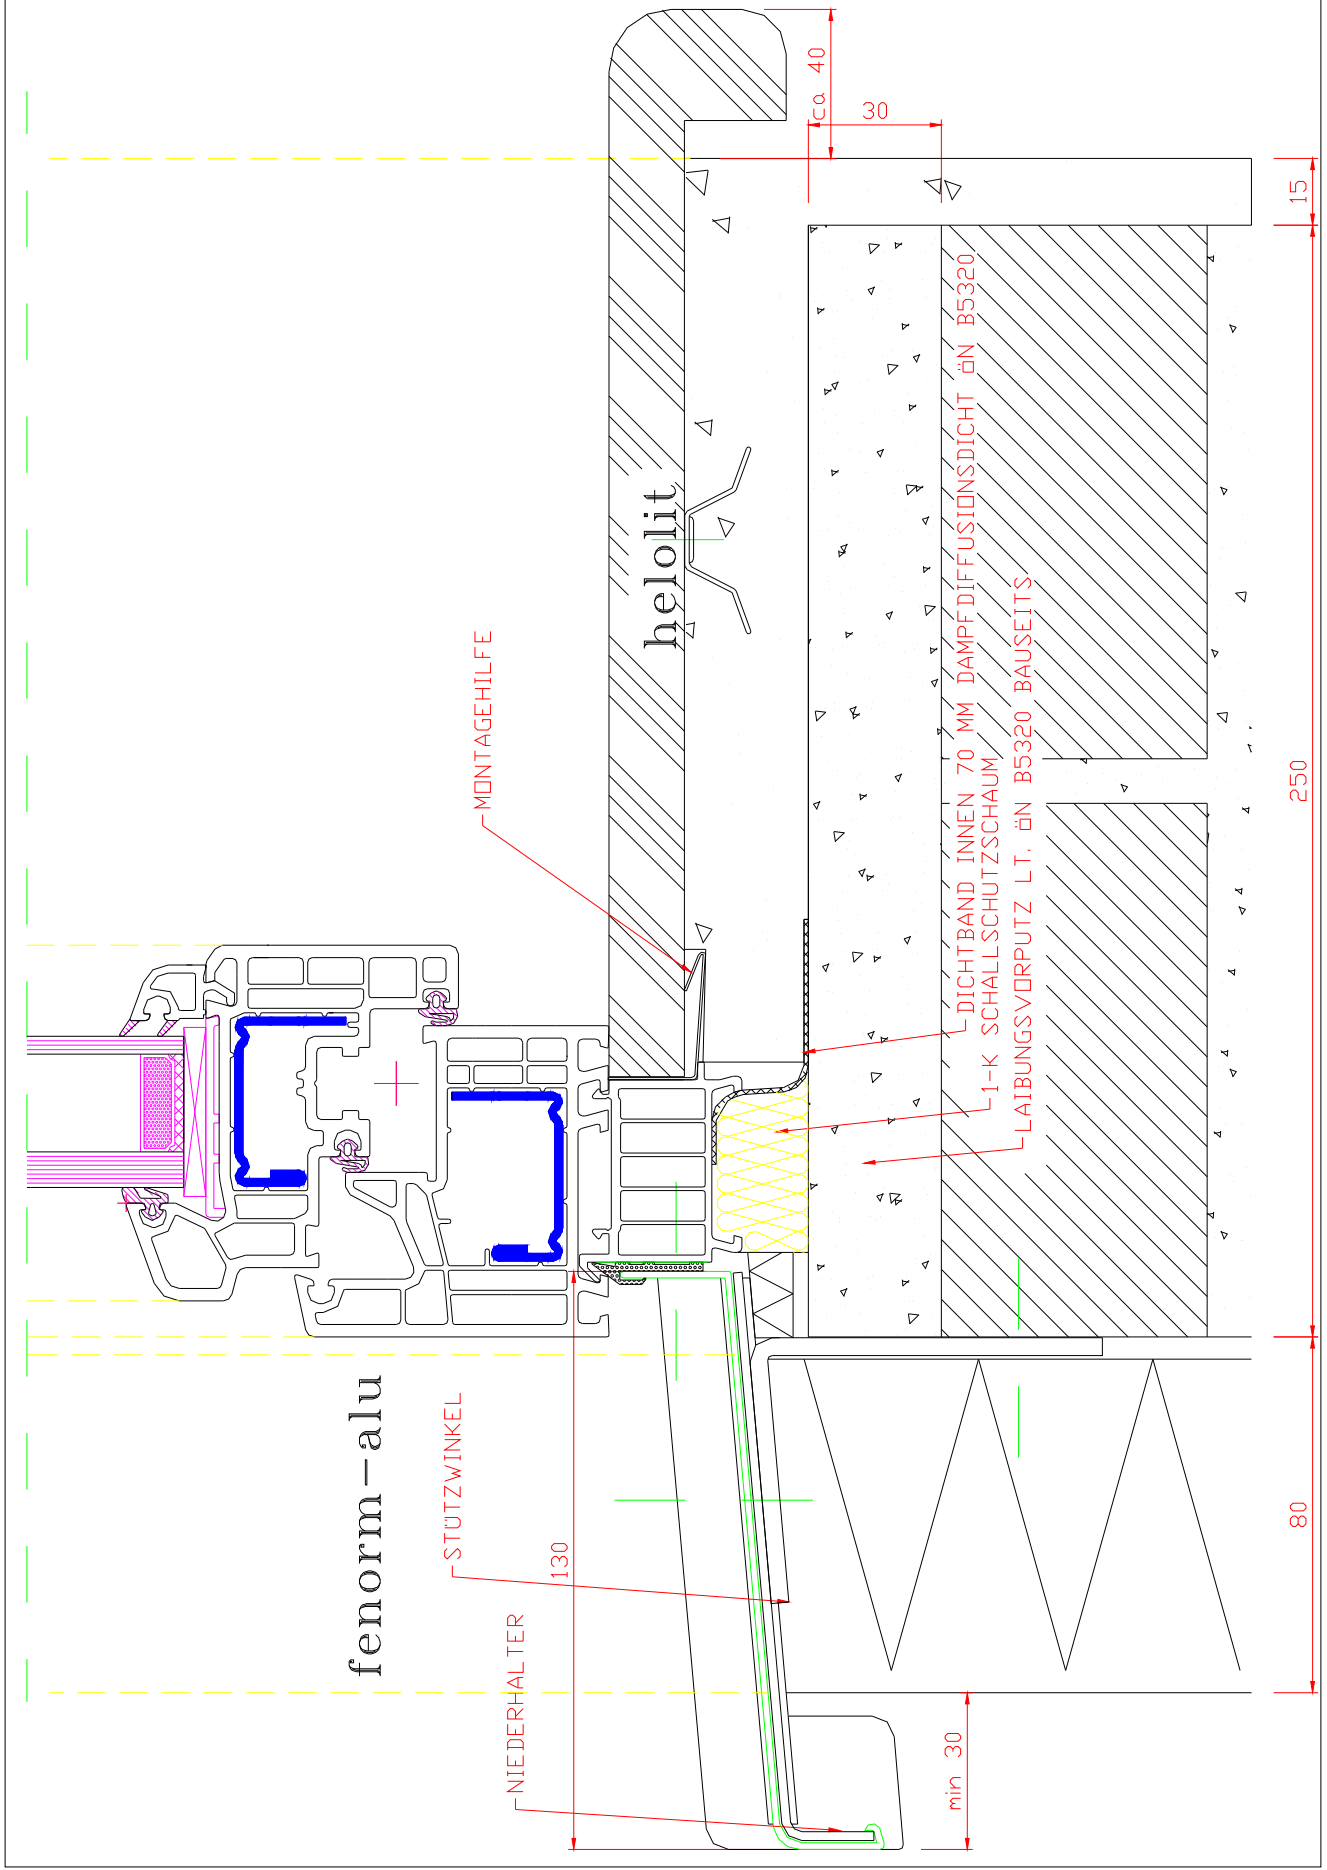 fenorm-alu
helolit
MONTAGEHILFE
STÜTZWINKEL
NIEDERHALTER
DICHTBAND INNEN 70 MM DAMPFDIFFUSIONSDICHT ÖN B5320
1-K SCHALLSCHUTZSCHAUM
LAIBUNGSVORPUTZ LT. ÖN B5320 BAUSEITS
130
min 30
ca 40
30
80
250
15